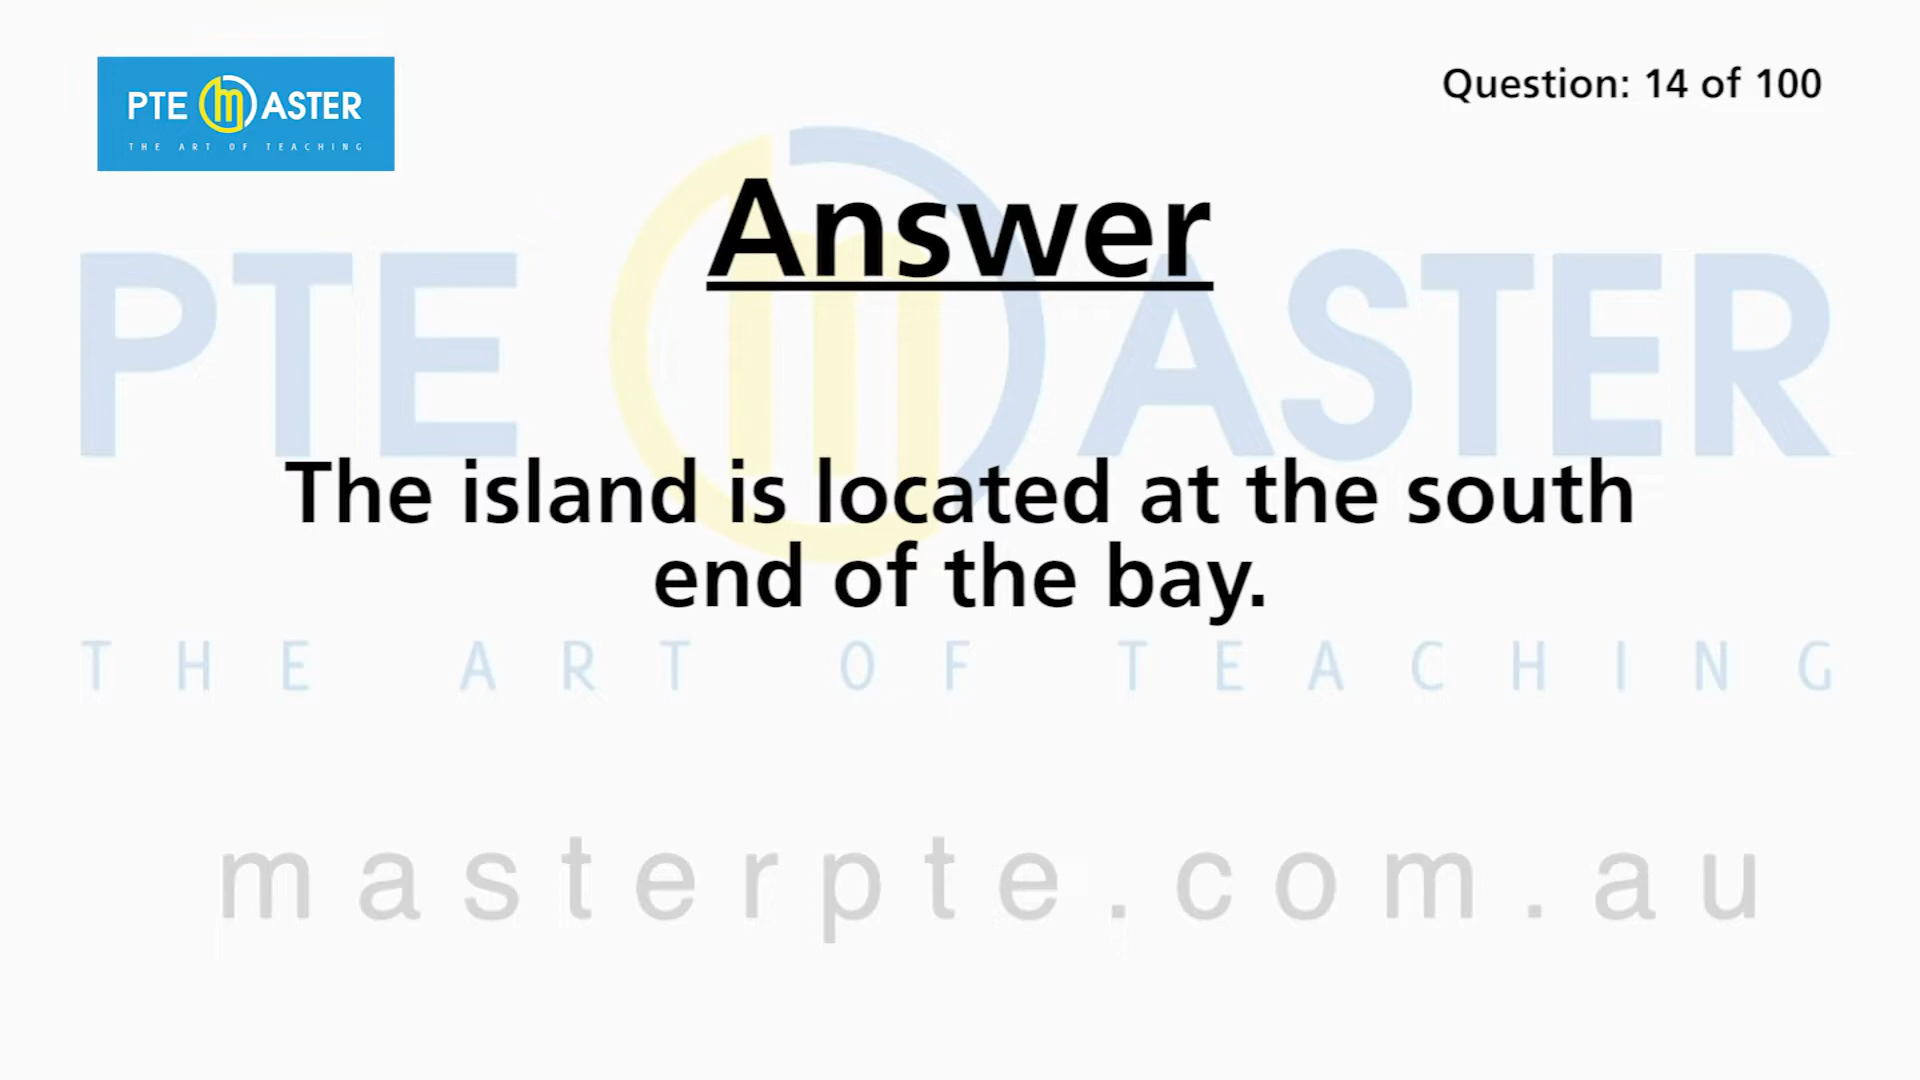 PTE MASTER
THE ART OF TEACHING
Question: 14 of 100
Answer
PTE MASTER
The island is located at the south
end of the bay.
THE ART OF TEACHING
masterpte.com.au